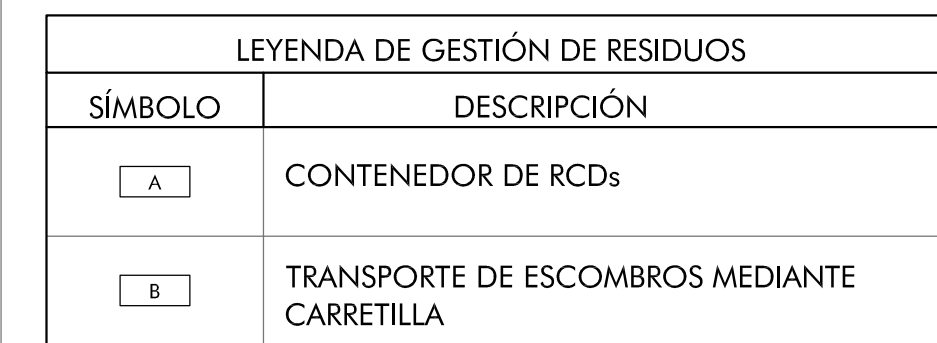 LEYENDA DE GESTIÓN DE RESIDUOS
SÍMBOLO DESCRIPCIÓN
A CONTENEDOR DE RCDs
B TRANSPORTE DE ESCOMBROS MEDIANTE
CARRETILLA